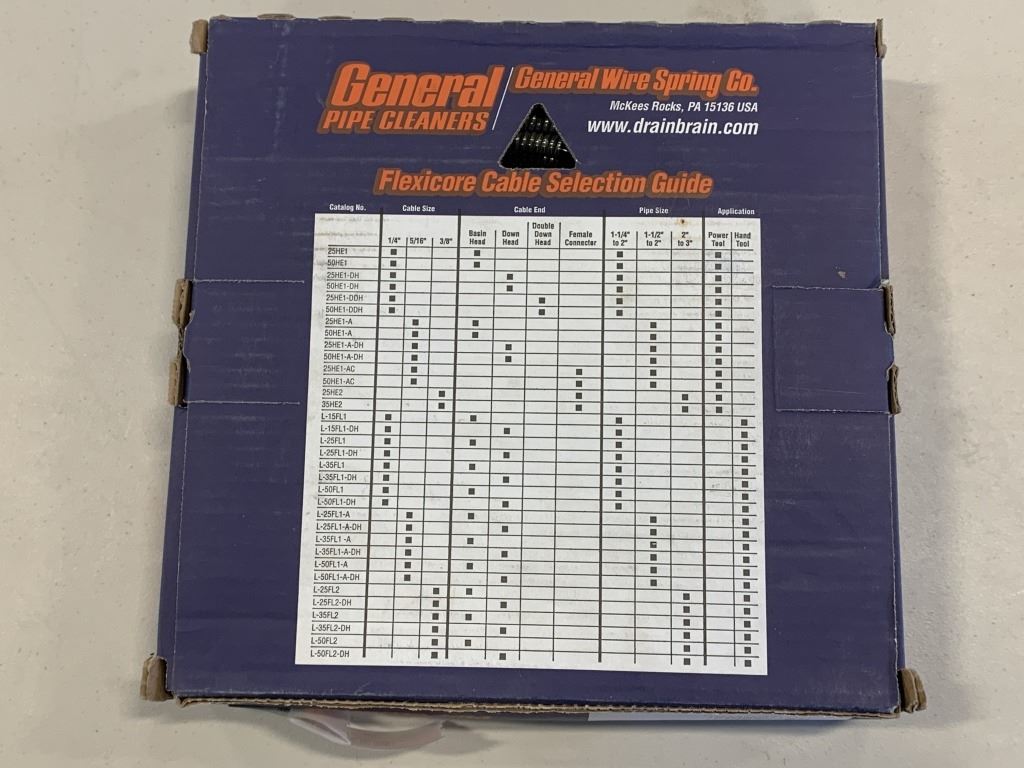 General
PIPE CLEANERS
General Wire Spring Co.
McKees Rocks, PA 15136 USA
www.drainbrain.com
Flexicore Cable Selection Guide
Catalog No. Cable Size Cable End Pipe Size Application
1/4" 5/16" 3/8" Basin Head Down Head Double Down Head Female Connector 1-1/4" to 2" 1-1/2" to 2" 2" to 3" Power Tool Hand Tool
25HE1
50HE1
25HE1-DH
50HE1-DH
25HE1-DDH
50HE1-DDH
25HE1-A
50HE1-A
25HE1-A-DH
50HE1-A-DH
25HE1-AC
50HE1-AC
25HE2
35HE2
L-15FL1
L-15FL1-DH
L-25FL1
L-25FL1-DH
L-35FL1
L-35FL1-DH
L-50FL1
L-50FL1-DH
L-25FL1-A
L-25FL1-A-DH
L-35FL1-A
L-35FL1-A-DH
L-50FL1-A
L-50FL1-A-DH
L-25FL2
L-25FL2-DH
L-35FL2
L-35FL2-DH
L-50FL2
L-50FL2-DH